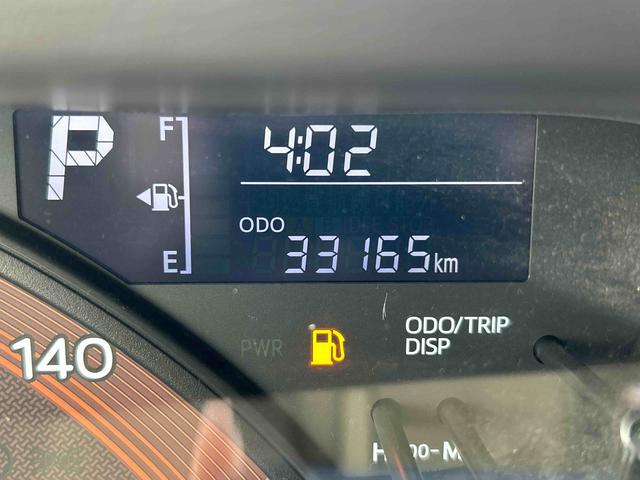 P
F
4:02
ODO
E
33165km
140
PWR
ODO/TRIP
DISP